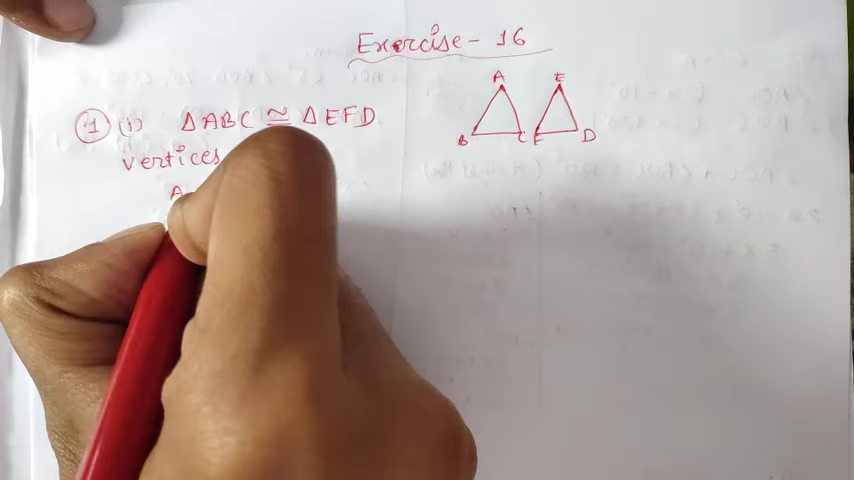 Exercise - 16
1 (i) ΔABC ≅ ΔEFD
A E
B C E D
vertices
A